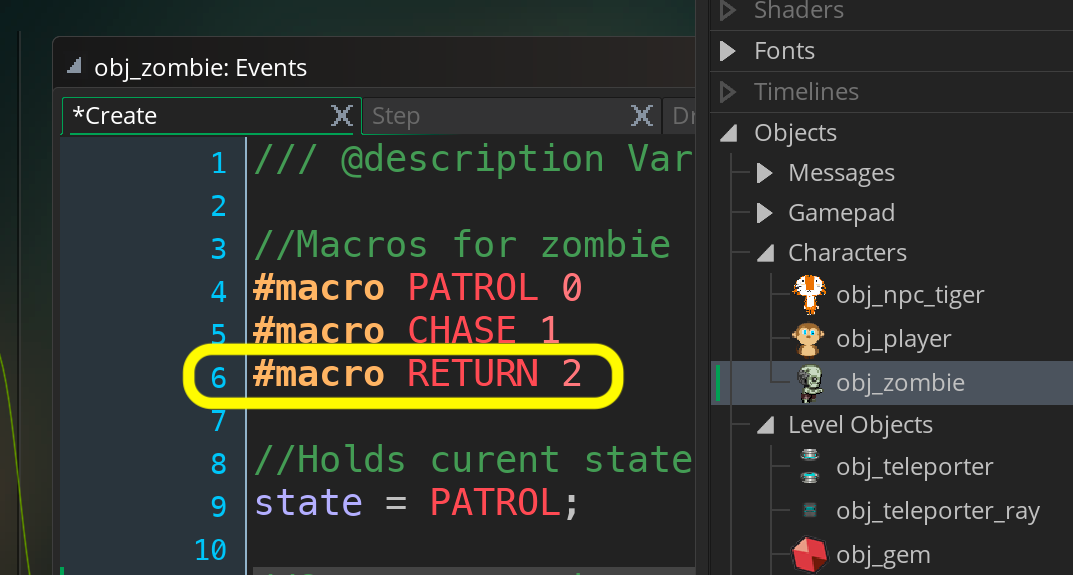 obj_zombie: Events
*Create
Step
1 /// @description Var
2
3 //Macros for zombie
4 #macro PATROL 0
5 #macro CHASE 1
6 #macro RETURN 2
7
8 //Holds curent state
9 state = PATROL;
10
Shaders
Fonts
Timelines
Objects
Messages
Gamepad
Characters
obj_npc_tiger
obj_player
obj_zombie
Level Objects
obj_teleporter
obj_teleporter_ray
obj_gem